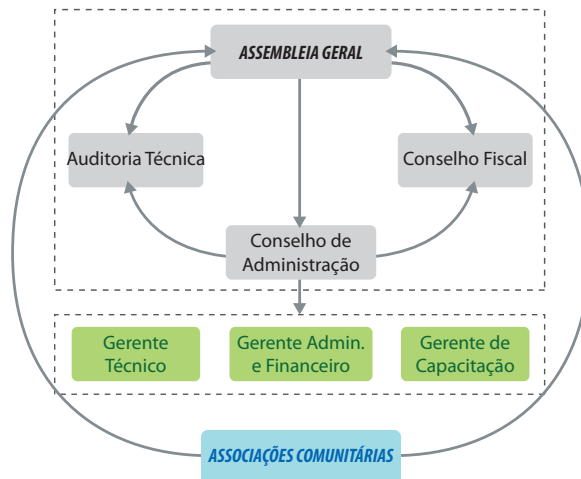 ASSEMBLEIA GERAL
Auditoria Técnica
Conselho Fiscal
Conselho de
Administração
Gerente
Técnico
Gerente Admin.
e Financeiro
Gerente de
Capacitação
ASSOCIAÇÕES COMUNITÁRIAS